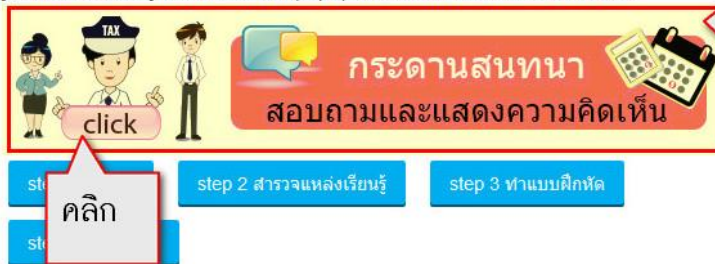 TAX
กระดานสนทนา
click
สอบถามและแสดงความคิดเห็น
step 2 สำรวจแหล่งเรียนรู้
step 3 ทำแบบฝึกหัด
คลิก